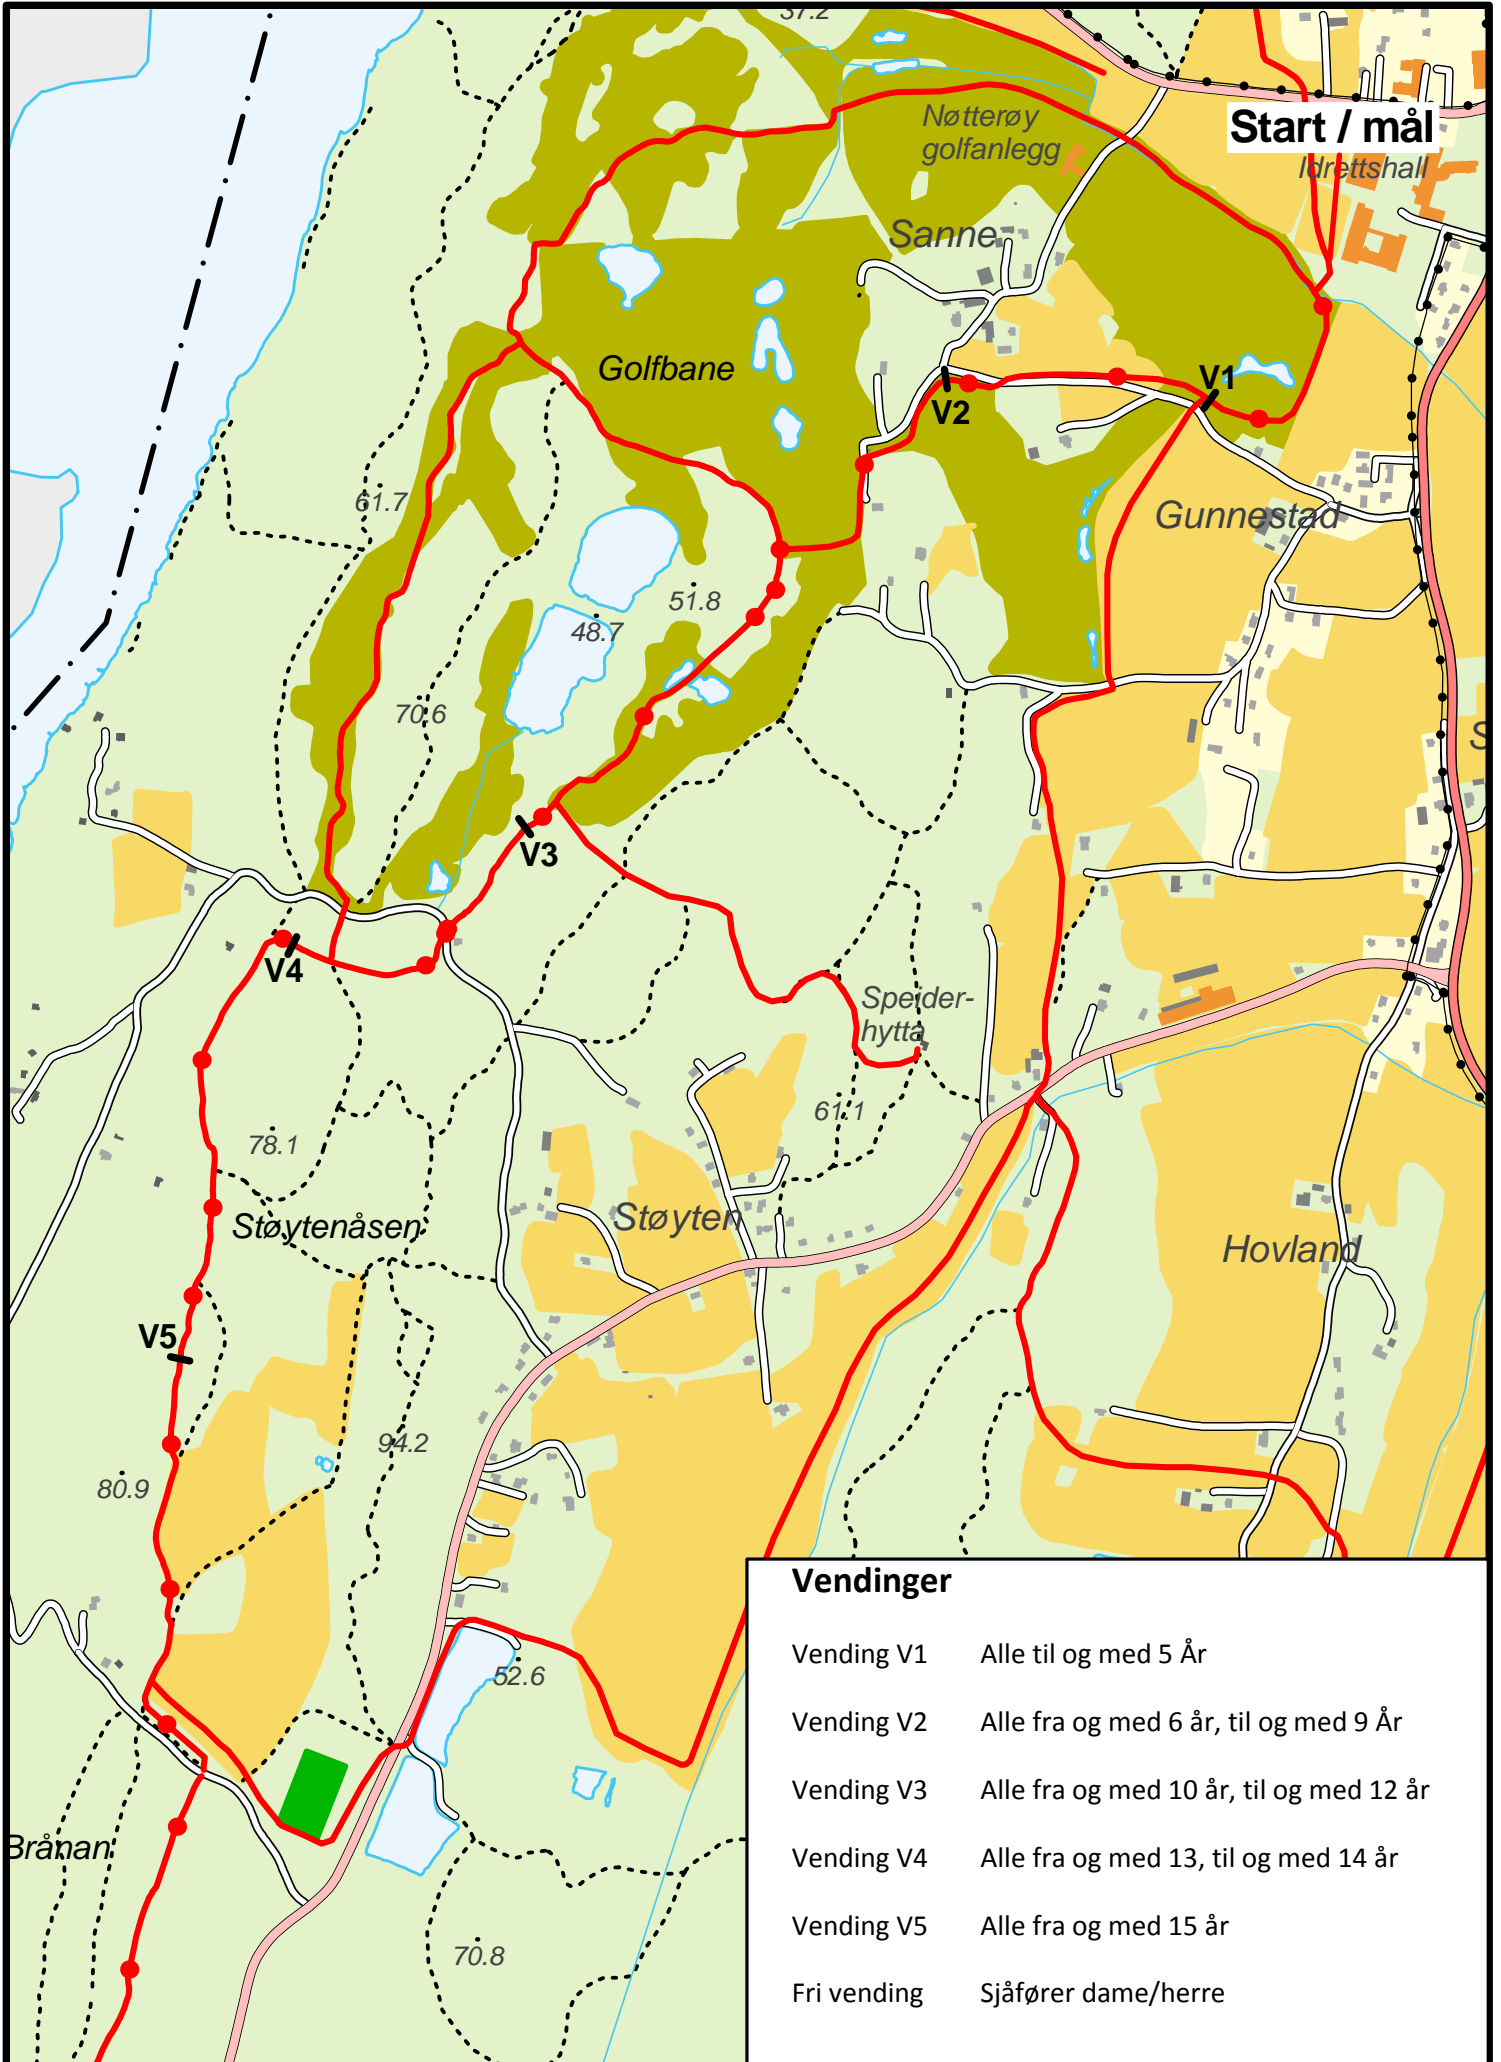 37.2
Nøtterøy
golfanlegg
Start / mål
Idrettshall
Sanne
Golfbane
V1
V2
61.7
Gunnestad
51.8
48.7
70.6
S
V3
V4
Speider-
hytta
61.1
78.1
Støytenåsen
Støyten
Hovland
V5
94.2
80.9
52.6
Brånan
70.8
Vendinger
Vending V1 Alle til og med 5 År
Vending V2 Alle fra og med 6 år, til og med 9 År
Vending V3 Alle fra og med 10 år, til og med 12 år
Vending V4 Alle fra og med 13, til og med 14 år
Vending V5 Alle fra og med 15 år
Fri vending Sjåfører dame/herre